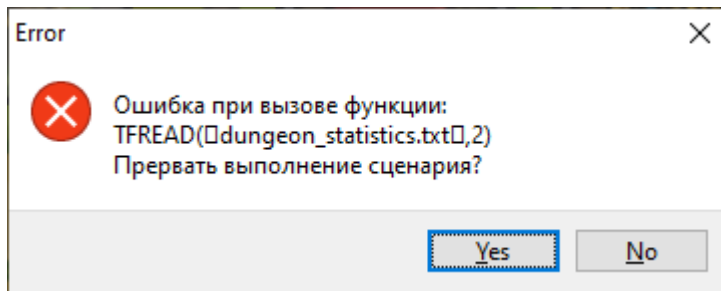 Error
Ошибка при вызове функции:
TFREAD(▯dungeon_statistics.txt▯,2)
Прервать выполнение сценария?
Yes
No